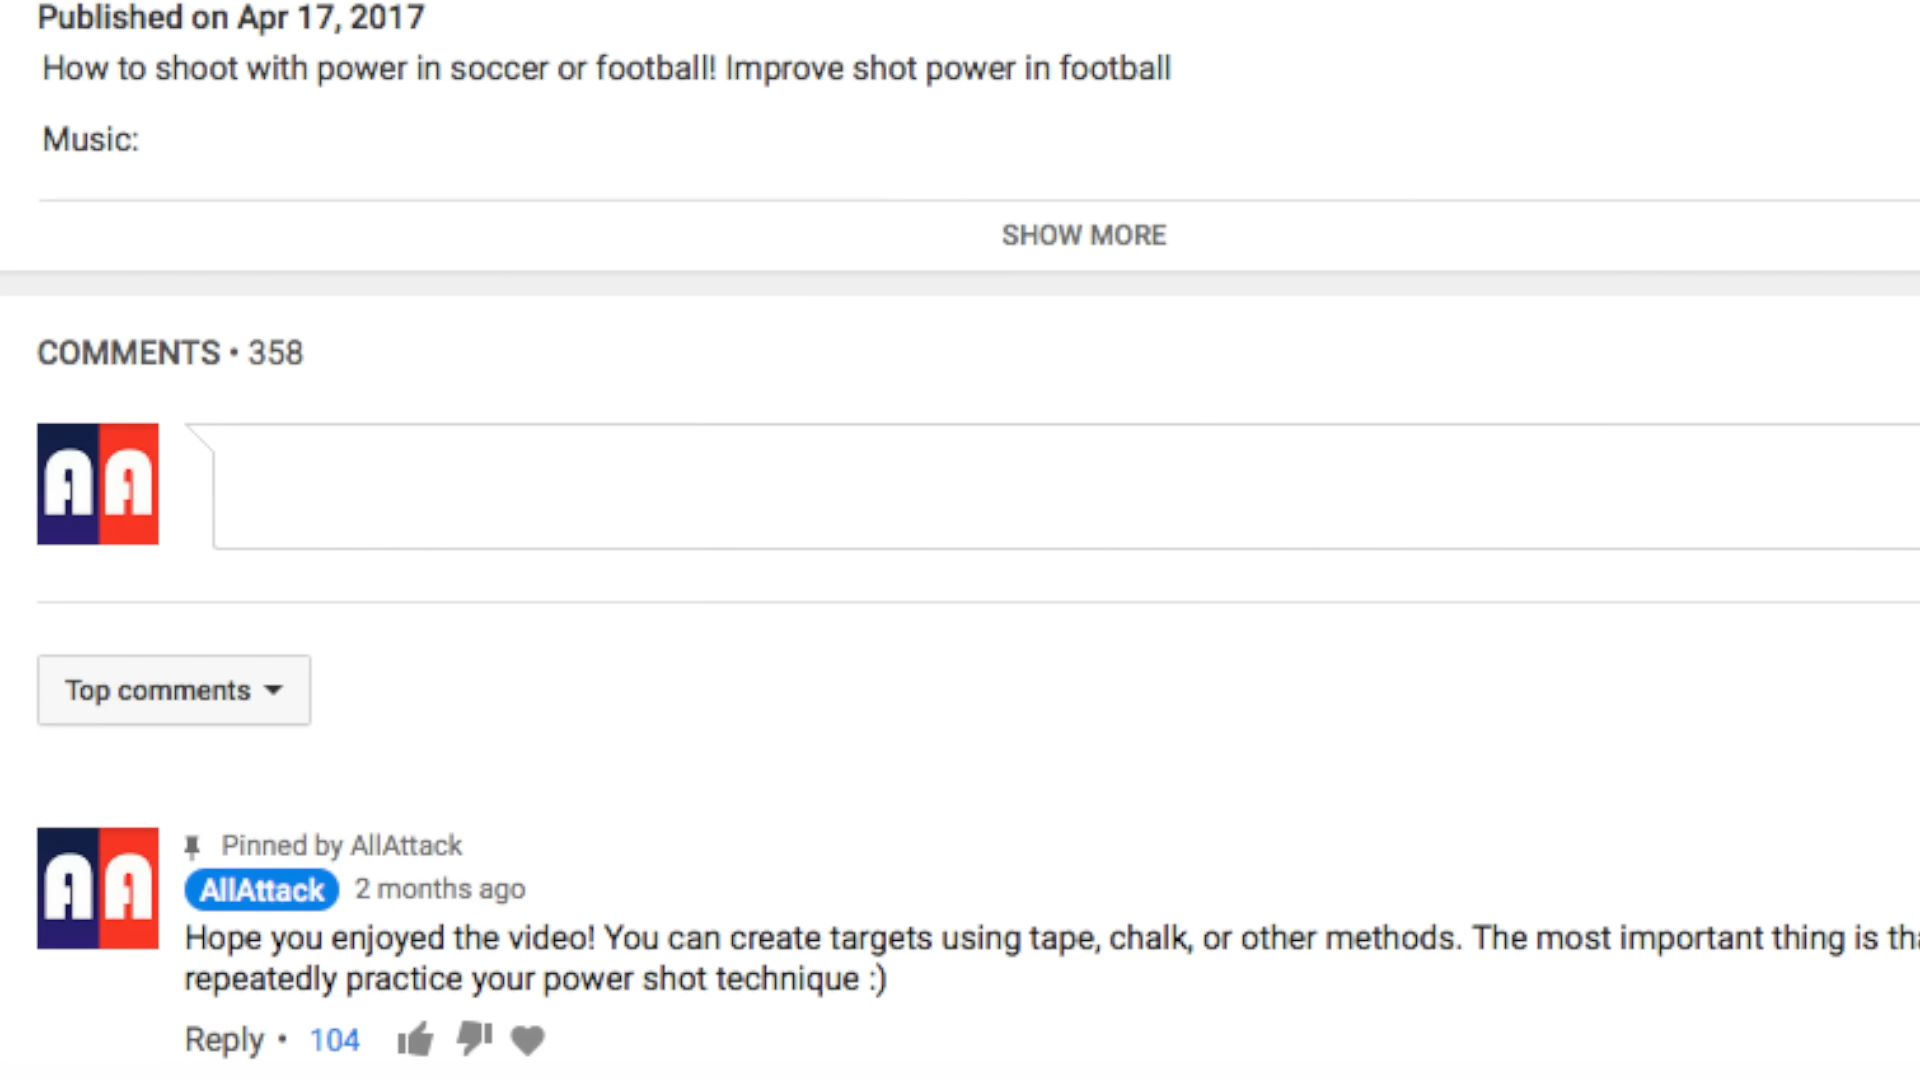 Published on Apr 17, 2017
How to shoot with power in soccer or football! Improve shot power in football
Music:
SHOW MORE
COMMENTS • 358
AA
Top comments
AA
Pinned by AllAttack
AllAttack 2 months ago
Hope you enjoyed the video! You can create targets using tape, chalk, or other methods. The most important thing is
repeatedly practice your power shot technique :)
Reply • 104